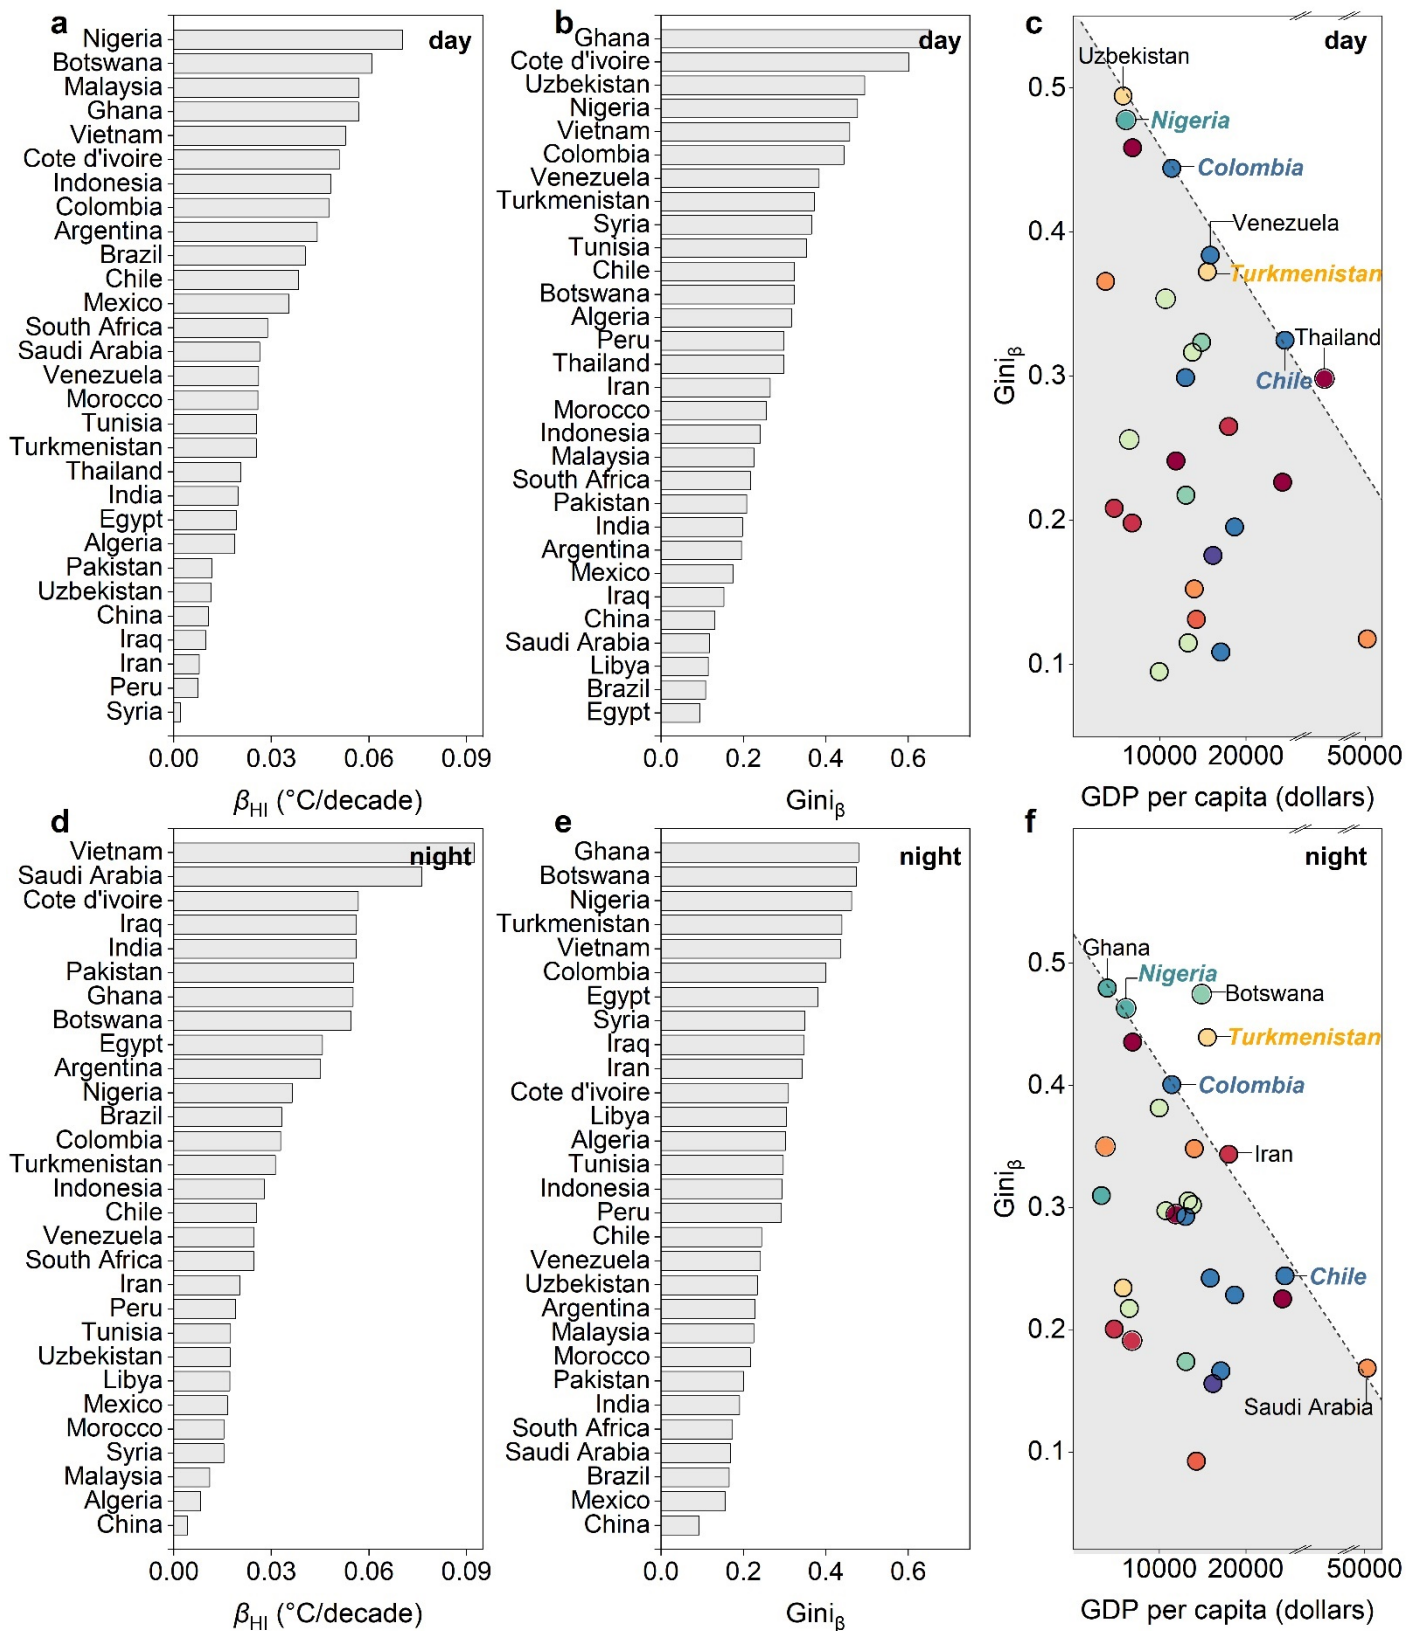 a
day
Nigeria
Botswana
Malaysia
Ghana
Vietnam
Cote d'ivoire
Indonesia
Colombia
Argentina
Brazil
Chile
Mexico
South Africa
Saudi Arabia
Venezuela
Morocco
Tunisia
Turkmenistan
Thailand
India
Egypt
Algeria
Pakistan
Uzbekistan
China
Iraq
Iran
Peru
Syria
0.00 0.03 0.06 0.09
βHI (°C/decade)
b
day
Ghana
Cote d'ivoire
Uzbekistan
Nigeria
Vietnam
Colombia
Venezuela
Turkmenistan
Syria
Tunisia
Chile
Botswana
Algeria
Peru
Thailand
Iran
Morocco
Indonesia
Malaysia
South Africa
Pakistan
India
Argentina
Mexico
Iraq
China
Saudi Arabia
Libya
Brazil
Egypt
0.0 0.2 0.4 0.6
Giniβ
c
day
Uzbekistan
Nigeria
Colombia
Venezuela
Turkmenistan
Thailand
Chile
0.5
0.4
0.3
0.2
0.1
Giniβ
10000 20000 50000
GDP per capita (dollars)
d
night
Vietnam
Saudi Arabia
Cote d'ivoire
Iraq
India
Pakistan
Ghana
Botswana
Egypt
Argentina
Nigeria
Brazil
Colombia
Turkmenistan
Indonesia
Chile
Venezuela
South Africa
Iran
Peru
Tunisia
Uzbekistan
Libya
Mexico
Morocco
Syria
Malaysia
Algeria
China
0.00 0.03 0.06 0.09
βHI (°C/decade)
e
night
Ghana
Botswana
Nigeria
Turkmenistan
Vietnam
Colombia
Egypt
Syria
Iraq
Iran
Cote d'ivoire
Libya
Algeria
Tunisia
Indonesia
Peru
Chile
Venezuela
Uzbekistan
Argentina
Malaysia
Morocco
Pakistan
India
South Africa
Saudi Arabia
Brazil
Mexico
China
0.0 0.2 0.4 0.6
Giniβ
f
night
Ghana
Nigeria
Botswana
Turkmenistan
Colombia
Iran
Chile
Saudi Arabia
0.5
0.4
0.3
0.2
0.1
Giniβ
10000 20000 50000
GDP per capita (dollars)